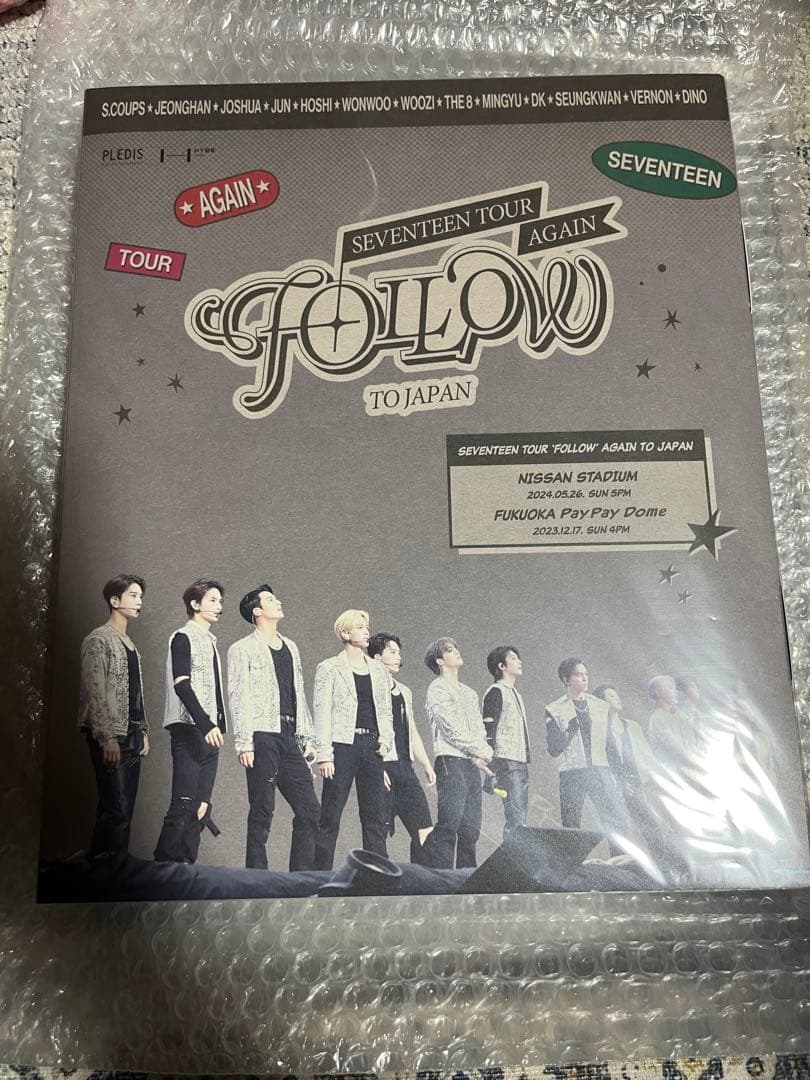 S.COUPS★JEONGHAN★JOSHUA★JUN★HOSHI★WONWOO★WOOZI★THE 8★MINGYU★DK★SEUNGKWAN★VERNON★DINO
PLEDIS
HYBE
SEVENTEEN
★AGAIN★
TOUR
SEVENTEEN TOUR
AGAIN
FOLLOW
TO JAPAN
SEVENTEEN TOUR 'FOLLOW' AGAIN TO JAPAN
NISSAN STADIUM
2024.05.26. SUN 5PM
FUKUOKA PayPay Dome
2023.12.17. SUN 4PM